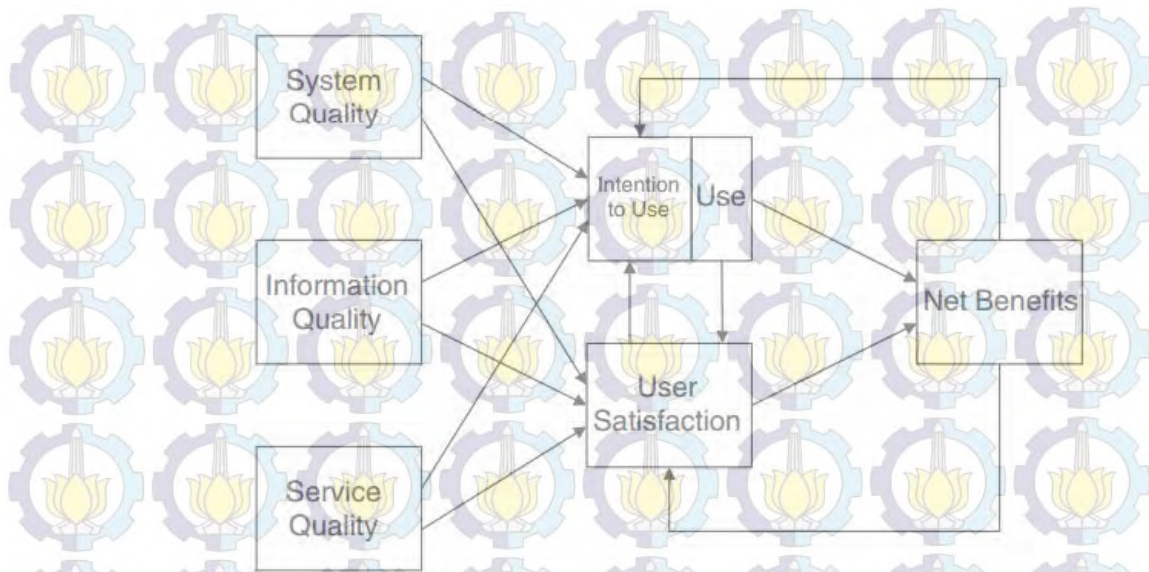 System
Quality
Intention
to Use
Use
Information
Quality
Net Benefits
User
Satisfaction
Service
Quality